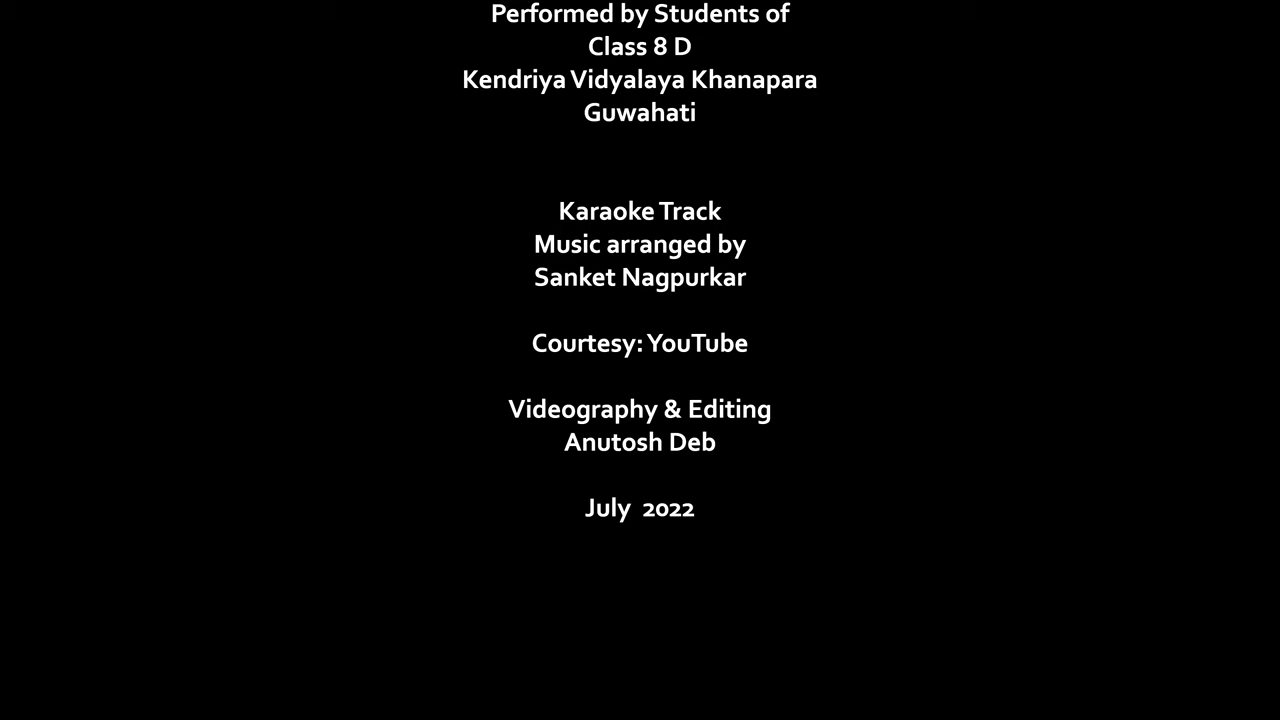 Performed by Students of
Class 8 D
Kendriya Vidyalaya Khanapara
Guwahati
Karaoke Track
Music arranged by
Sanket Nagpurkar
Courtesy: YouTube
Videography & Editing
Anutosh Deb
July 2022